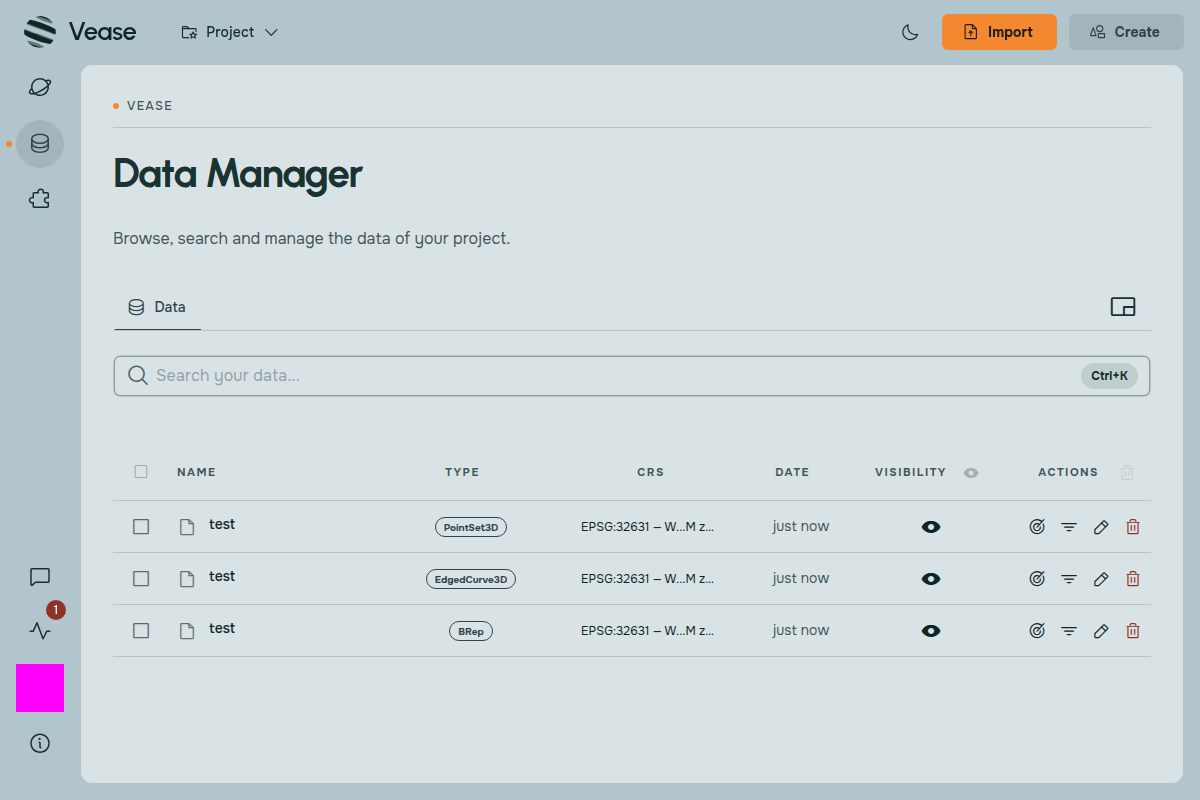 Vease
Project
Import
Create
VEASE
Data Manager
Browse, search and manage the data of your project.
Data
Search your data...
Ctrl+K
NAME TYPE CRS DATE VISIBILITY ACTIONS
test PointSet3D EPSG:32631 – W...M z... just now
test EdgedCurve3D EPSG:32631 – W...M z... just now
test BRep EPSG:32631 – W...M z... just now
1